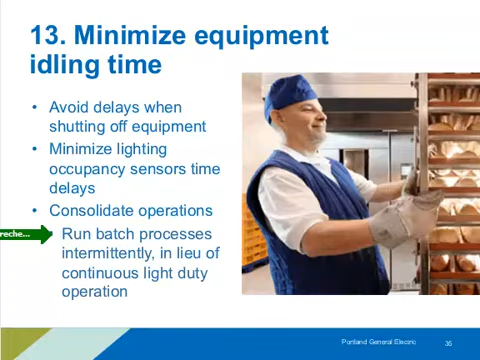 13. Minimize equipment
idling time
• Avoid delays when
shutting off equipment
• Minimize lighting
occupancy sensors time
delays
• Consolidate operations
reche...
Run batch processes
intermittently, in lieu of
continuous light duty
operation
Portland General Electric 35